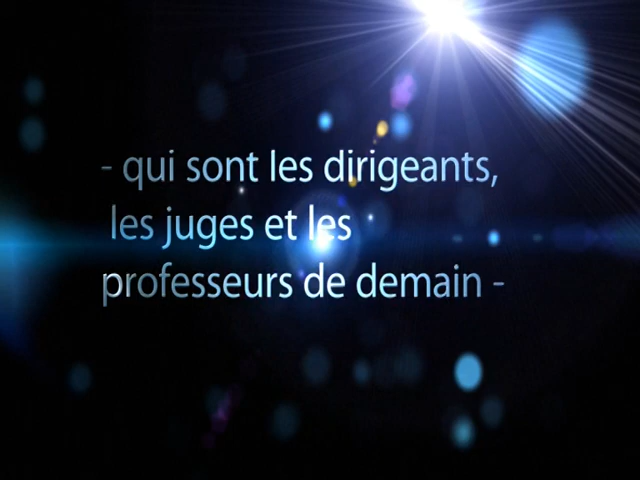 - qui sont les dirigeants,
les juges et les
professeurs de demain -